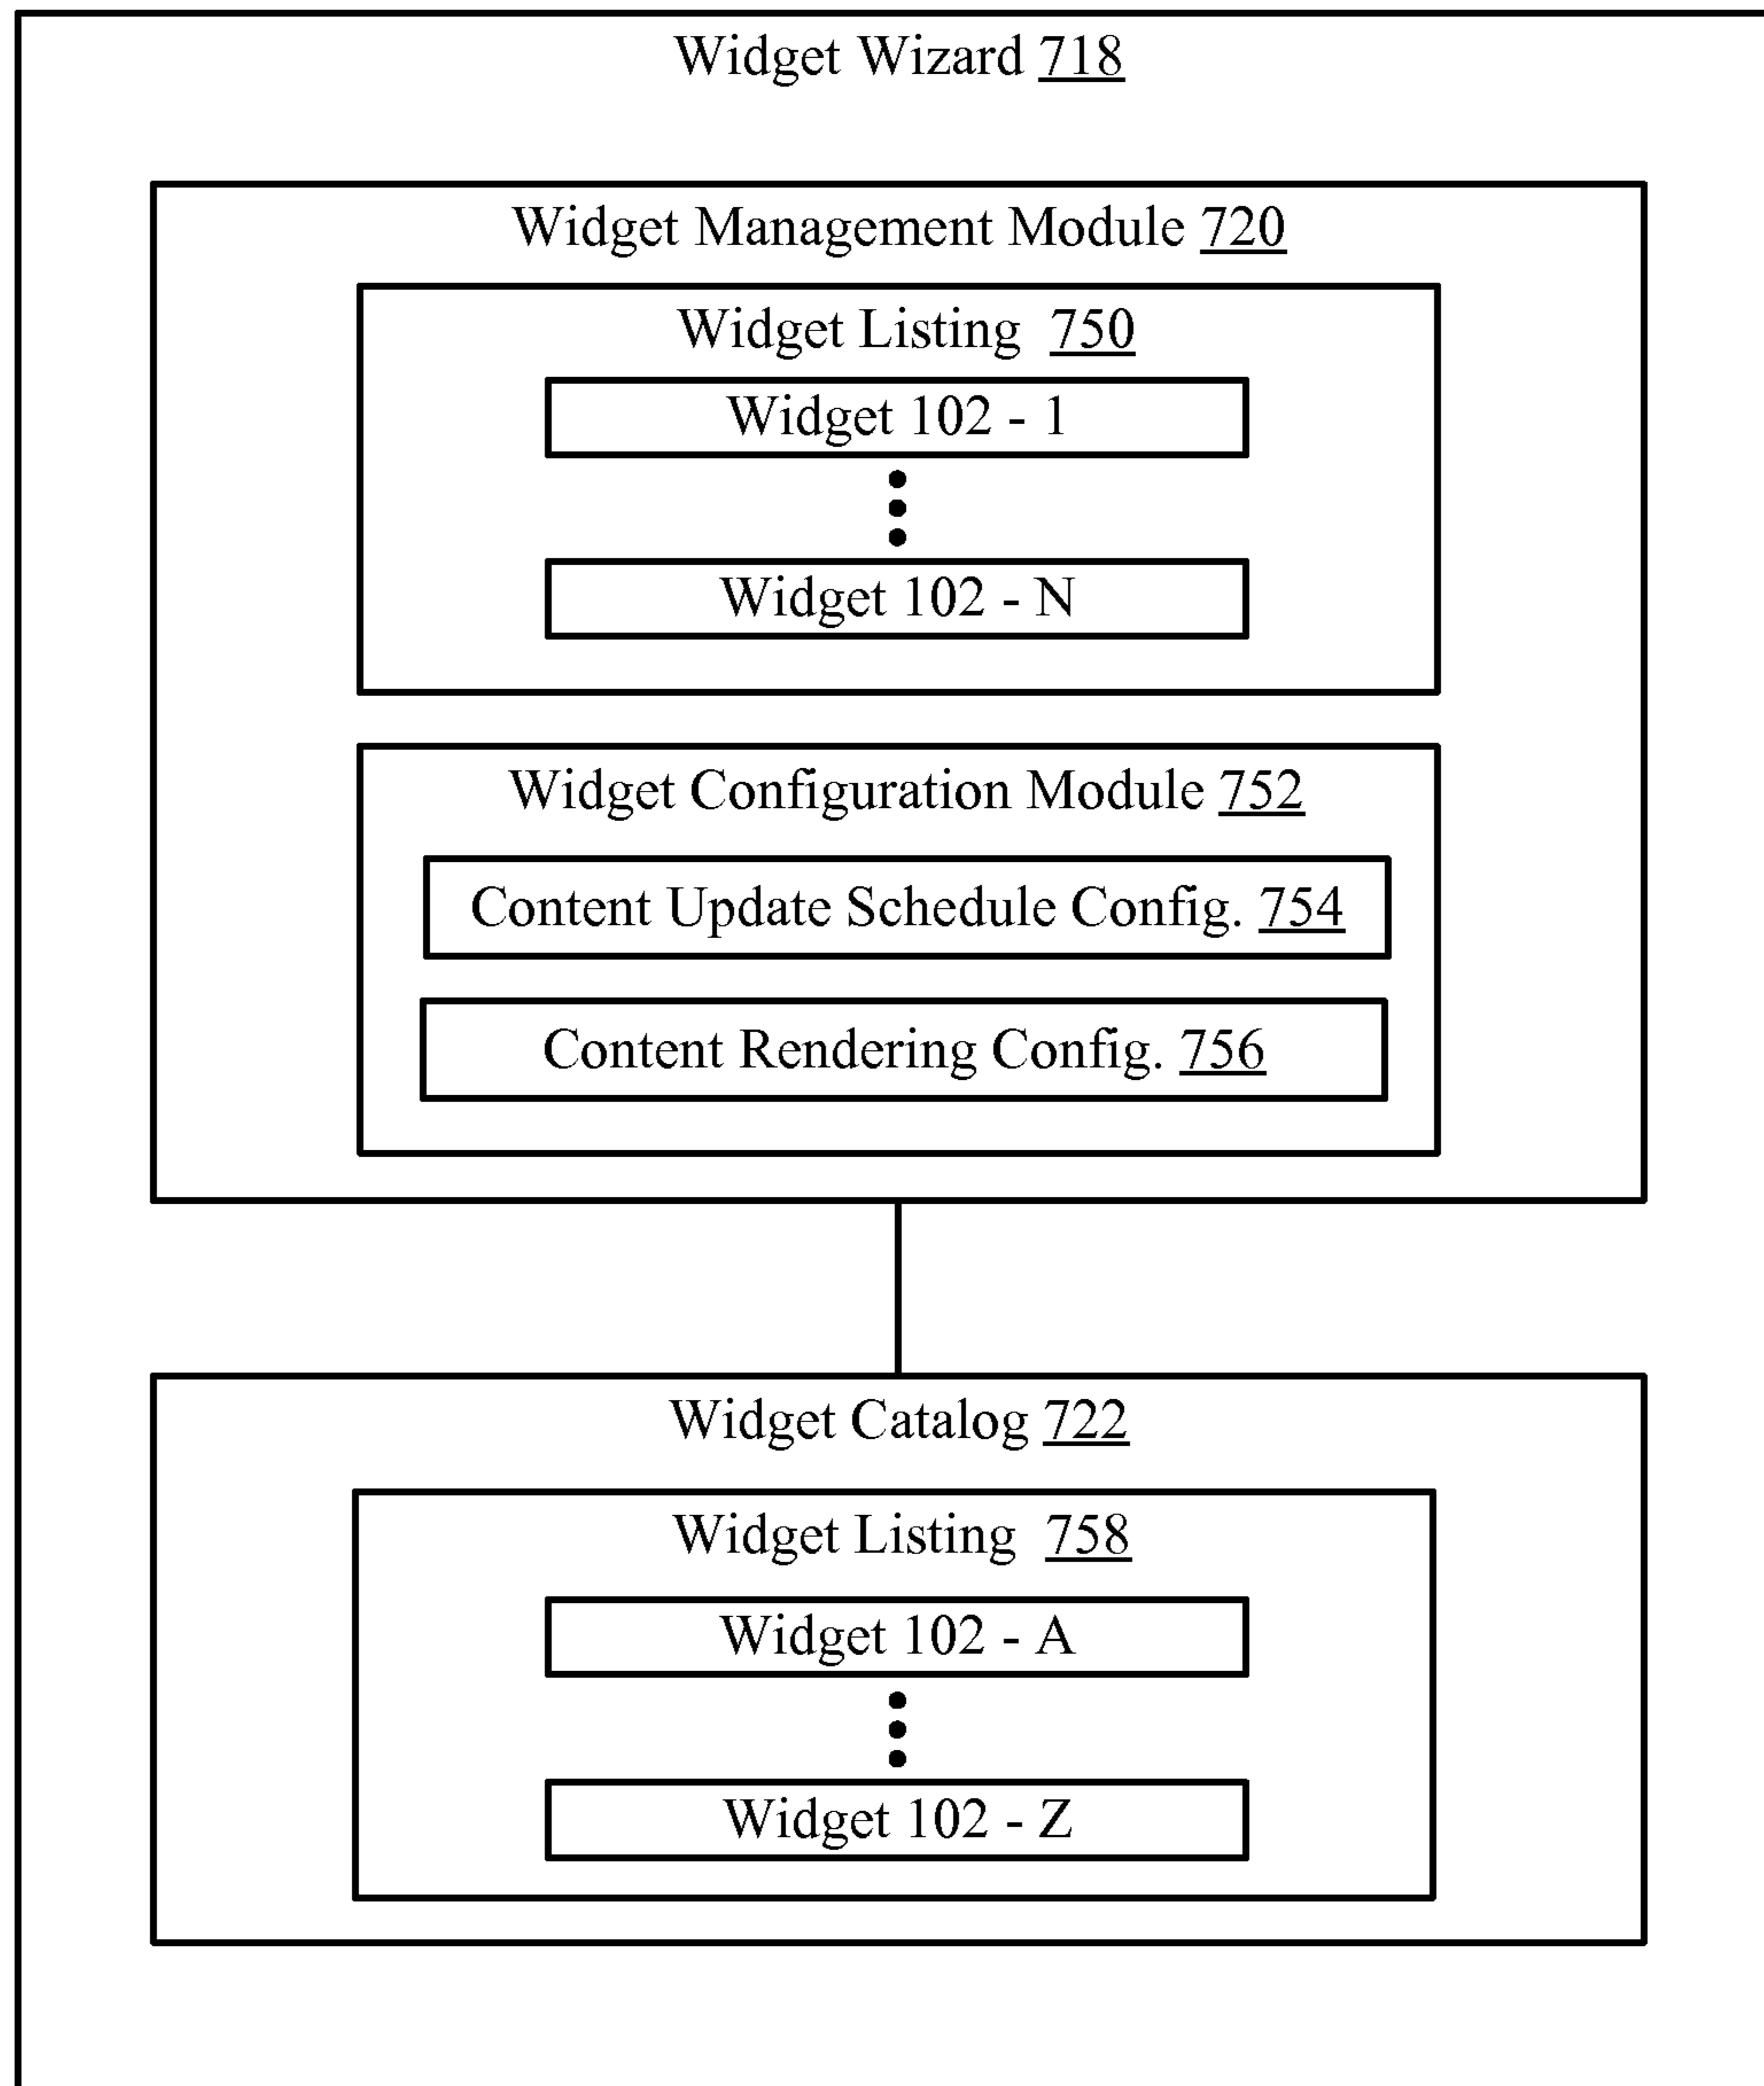 Widget Wizard 718
Widget Management Module 720
Widget Listing 750
Widget 102 - 1
Widget 102 - N
Widget Configuration Module 752
Content Update Schedule Config. 754
Content Rendering Config. 756
Widget Catalog 722
Widget Listing 758
Widget 102 - A
Widget 102 - Z